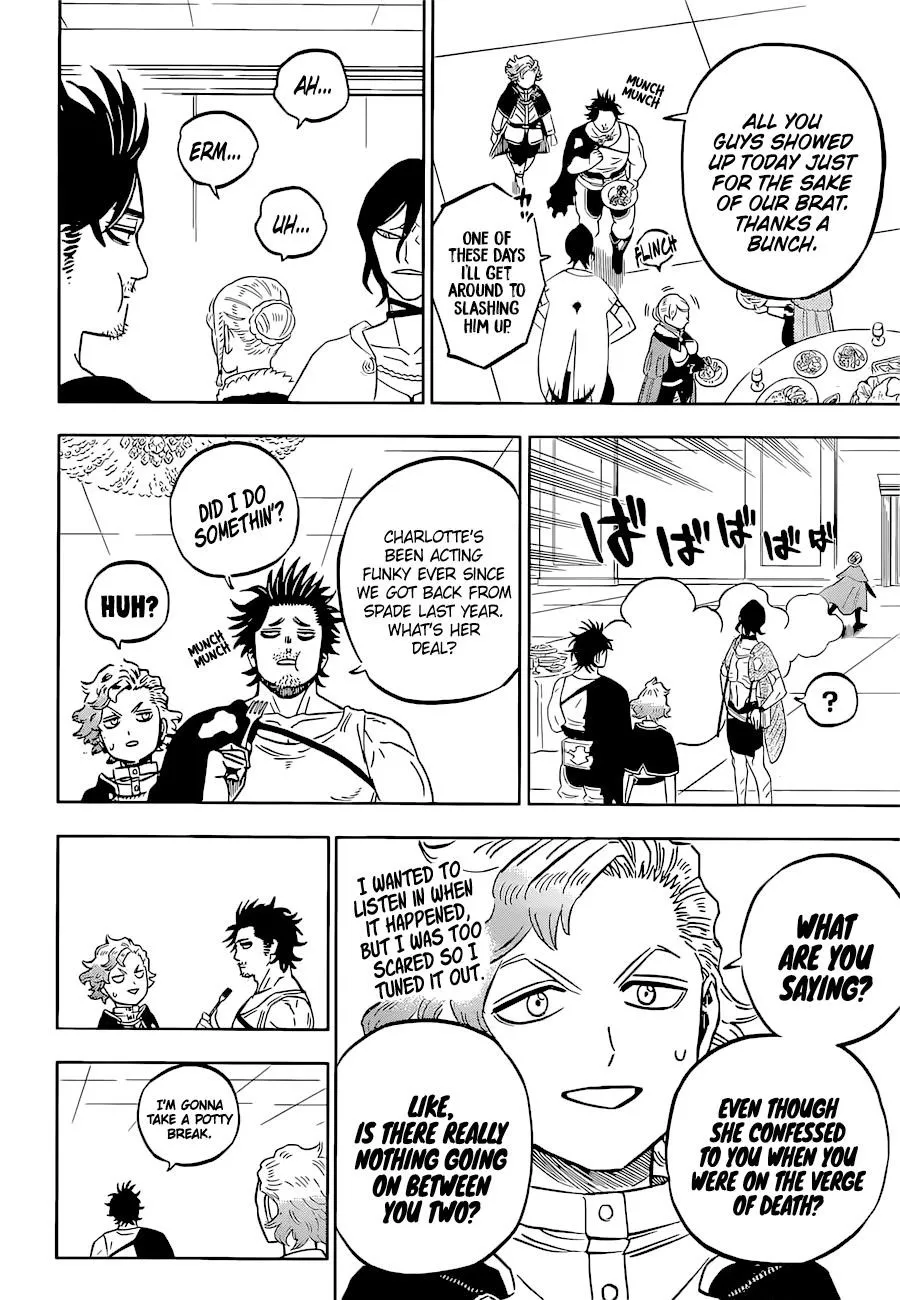 MUNCH
MUNCH
ALL YOU
GUYS SHOWED
UP TODAY JUST
FOR THE SAKE
OF OUR BRAT.
THANKS A
BUNCH.
ONE OF
THESE DAYS
I'LL GET
AROUND TO
SLASHING
HIM UP.
カッ
FLINCH
AH...
ERM...
UH...
ば
ば
ば
ば
ば
?
CHARLOTTE'S
BEEN ACTING
FUNKY EVER SINCE
WE GOT BACK FROM
SPADE LAST YEAR.
WHAT'S HER
DEAL?
DID I DO
SOMETHIN'?
MUNCH
MUNCH
HUH?
WHAT
ARE YOU
SAYING?
EVEN THOUGH
SHE CONFESSED
TO YOU WHEN YOU
WERE ON THE VERGE
OF DEATH?
I WANTED TO
LISTEN IN WHEN
IT HAPPENED,
BUT I WAS TOO
SCARED SO I
TUNED IT OUT.
LIKE,
IS THERE REALLY
NOTHING GOING
ON BETWEEN
YOU TWO?
I'M GONNA
TAKE A POTTY
BREAK.